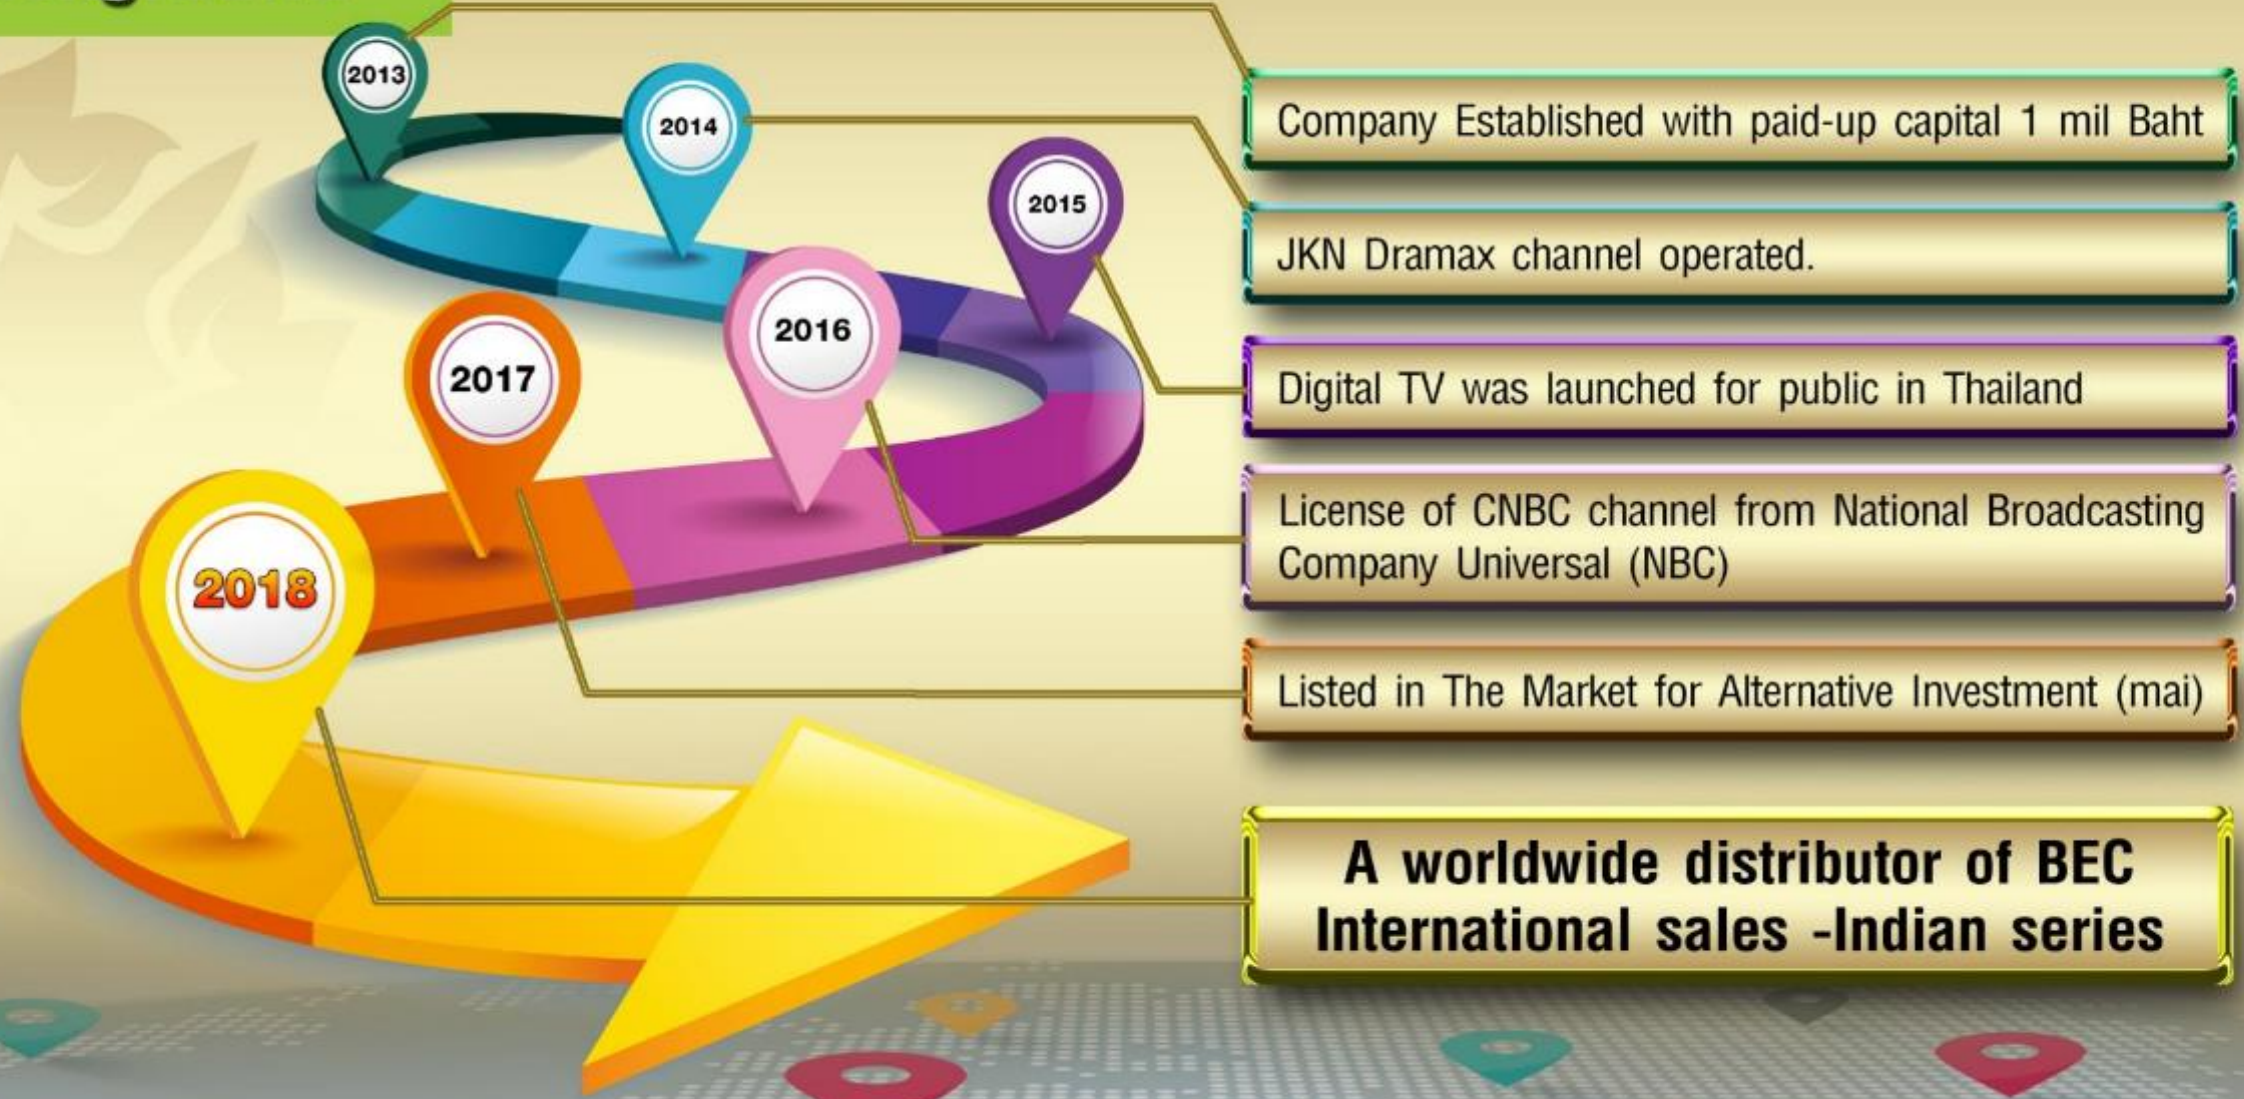 2013
Company Established with paid-up capital 1 mil Baht
2014
JKN Dramax channel operated.
2015
Digital TV was launched for public in Thailand
2016
License of CNBC channel from National Broadcasting
Company Universal (NBC)
2017
Listed in The Market for Alternative Investment (mai)
2018
A worldwide distributor of BEC
International sales -Indian series